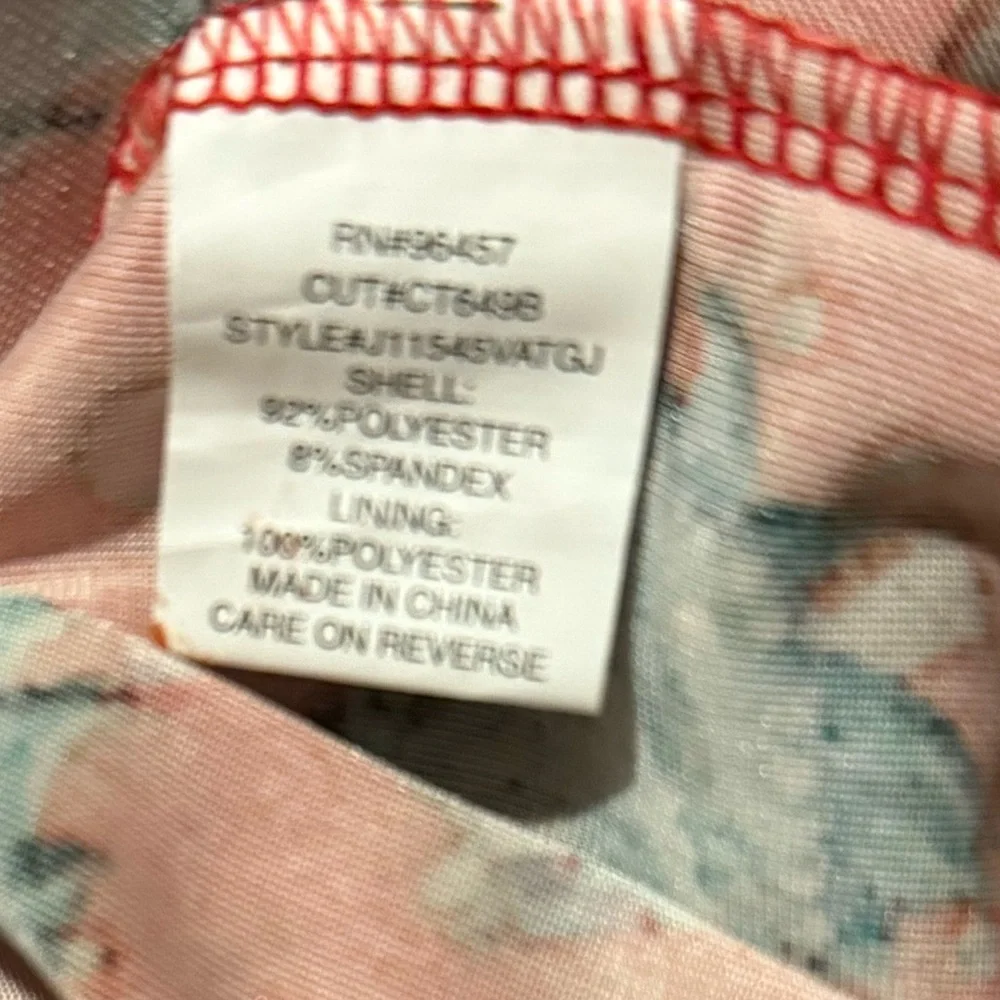 RN#96457
CUT#CT649B
STYLE#J11545VATGJ
SHELL:
92%POLYESTER
8%SPANDEX
LINING:
100%POLYESTER
MADE IN CHINA
CARE ON REVERSE